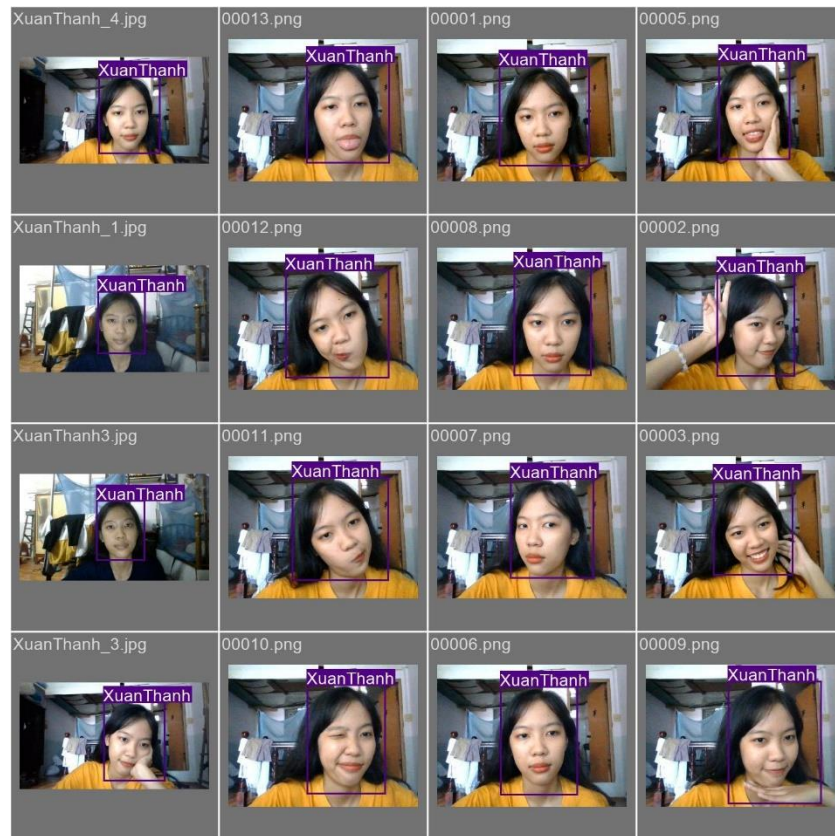 XuanThanh_4.jpg 00013.png 00001.png 00005.png
XuanThanh XuanThanh XuanThanh XuanThanh
XuanThanh_1.jpg 00012.png 00008.png 00002.png
XuanThanh XuanThanh XuanThanh XuanThanh
XuanThanh3.jpg 00011.png 00007.png 00003.png
XuanThanh XuanThanh XuanThanh XuanThanh
XuanThanh_3.jpg 00010.png 00006.png 00009.png
XuanThanh XuanThanh XuanThanh XuanThanh